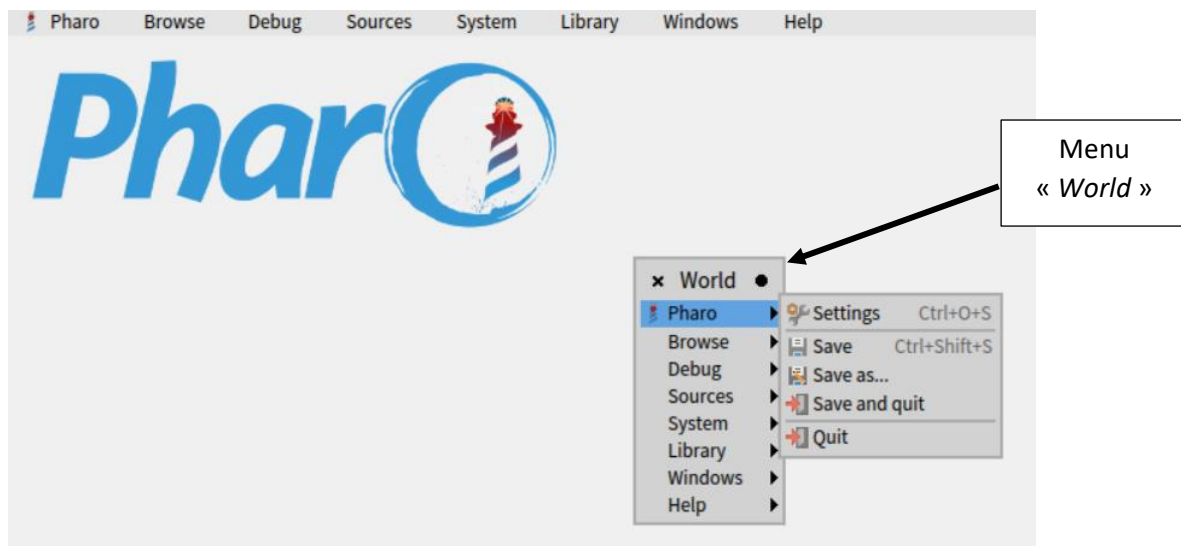 Pharo Browse Debug Sources System Library Windows Help
Pharo
Menu
« World »
× World ●
Pharo
Browse
Debug
Sources
System
Library
Windows
Help
Settings Ctrl+O+S
Save Ctrl+Shift+S
Save as...
Save and quit
Quit